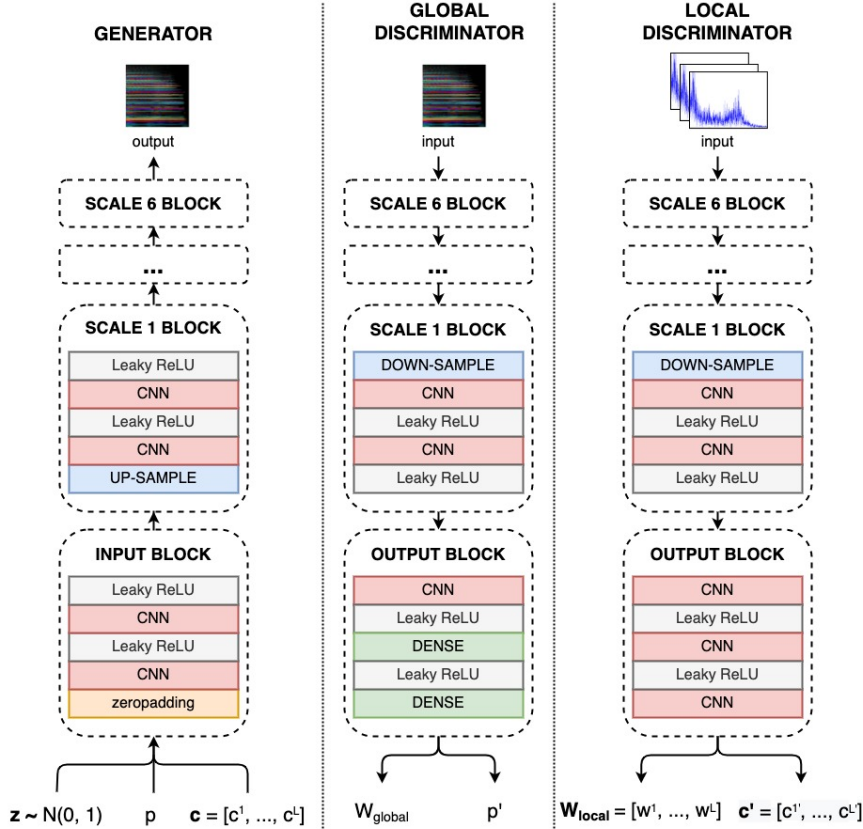 GENERATOR
output
SCALE 6 BLOCK
...
SCALE 1 BLOCK
Leaky ReLU
CNN
Leaky ReLU
CNN
UP-SAMPLE
INPUT BLOCK
Leaky ReLU
CNN
Leaky ReLU
CNN
zeropadding
z ~ N(0, 1)
p
c = [c¹, ..., cᴸ]
GLOBAL
DISCRIMINATOR
input
SCALE 6 BLOCK
...
SCALE 1 BLOCK
DOWN-SAMPLE
CNN
Leaky ReLU
CNN
Leaky ReLU
OUTPUT BLOCK
CNN
Leaky ReLU
DENSE
Leaky ReLU
DENSE
W_global
p'
LOCAL
DISCRIMINATOR
input
SCALE 6 BLOCK
...
SCALE 1 BLOCK
DOWN-SAMPLE
CNN
Leaky ReLU
CNN
Leaky ReLU
OUTPUT BLOCK
CNN
Leaky ReLU
CNN
Leaky ReLU
CNN
W_local = [w¹, ..., wᴸ]
c' = [c¹', ..., cᴸ']